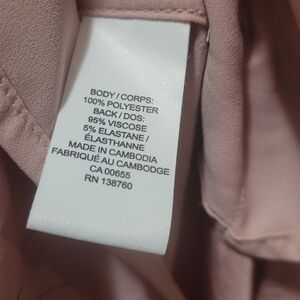 BODY / CORPS:
100% POLYESTER
BACK / DOS:
95% VISCOSE
5% ELASTANE /
ÉLASTHANNE
MADE IN CAMBODIA
FABRIQUÉ AU CAMBODGE
CA 00655
RN 138760